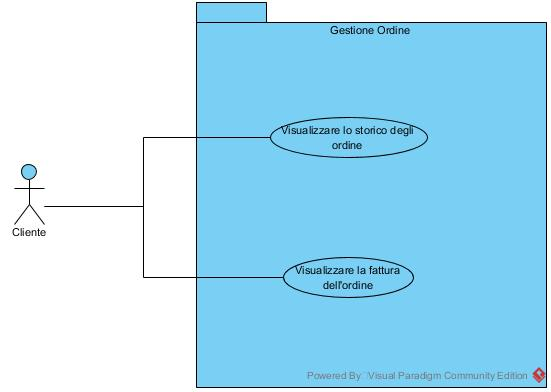 Gestione Ordine
Visualizzare lo storico degli
ordine
Cliente
Visualizzare la fattura
dell'ordine
Powered By Visual Paradigm Community Edition